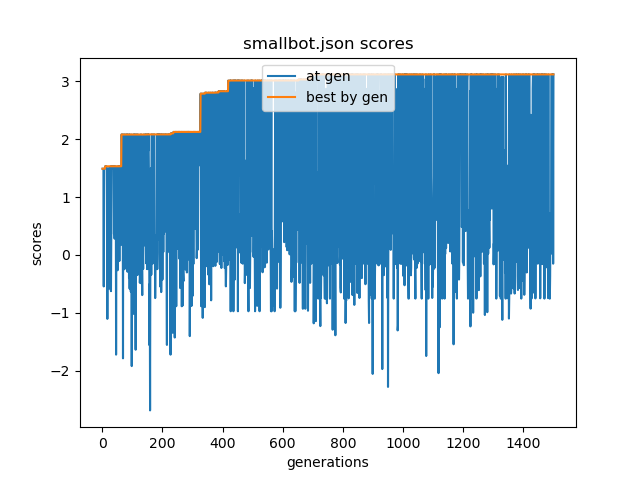 smallbot.json scores
at gen
best by gen
3
2
1
0
−1
−2
scores
0 200 400 600 800 1000 1200 1400
generations